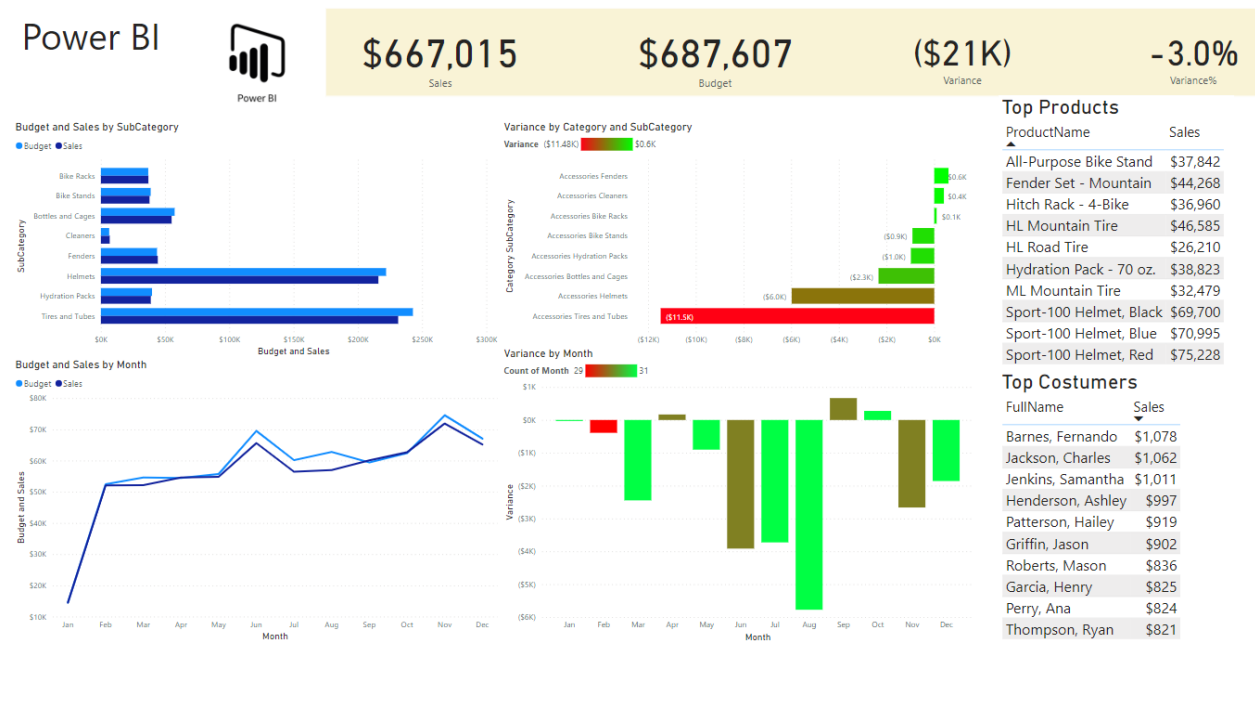 Power BI
Power BI
$667,015
Sales
$687,607
Budget
($21K)
Variance
-3.0%
Variance%
Budget and Sales by SubCategory
Budget Sales
SubCategory
Bike Racks
Bike Stands
Bottles and Cages
Cleaners
Fenders
Helmets
Hydration Packs
Tires and Tubes
$0K $50K $100K $150K $200K $250K $300K
Budget and Sales
Variance by Category and SubCategory
Variance ($11.48K) $0.6K
Category SubCategory
Accessories Fenders $0.6K
Accessories Cleaners $0.4K
Accessories Bike Racks $0.1K
Accessories Bike Stands ($0.9K)
Accessories Hydration Packs ($1.0K)
Accessories Bottles and Cages ($2.3K)
Accessories Helmets ($6.0K)
Accessories Tires and Tubes ($11.5K)
($12K) ($10K) ($8K) ($6K) ($4K) ($2K) $0K
Budget and Sales by Month
Budget Sales
Budget and Sales
$80K
$70K
$60K
$50K
$40K
$30K
$20K
$10K
Jan Feb Mar Apr May Jun Jul Aug Sep Oct Nov Dec
Month
Variance by Month
Count of Month 29 31
Variance
$1K
$0K
($1K)
($2K)
($3K)
($4K)
($5K)
($6K)
Jan Feb Mar Apr May Jun Jul Aug Sep Oct Nov Dec
Month
Top Products
ProductName Sales
All-Purpose Bike Stand $37,842
Fender Set - Mountain $44,268
Hitch Rack - 4-Bike $36,960
HL Mountain Tire $46,585
HL Road Tire $26,210
Hydration Pack - 70 oz. $38,823
ML Mountain Tire $32,479
Sport-100 Helmet, Black $69,700
Sport-100 Helmet, Blue $70,995
Sport-100 Helmet, Red $75,228
Top Costumers
FullName Sales
Barnes, Fernando $1,078
Jackson, Charles $1,062
Jenkins, Samantha $1,011
Henderson, Ashley $997
Patterson, Hailey $919
Griffin, Jason $902
Roberts, Mason $836
Garcia, Henry $825
Perry, Ana $824
Thompson, Ryan $821